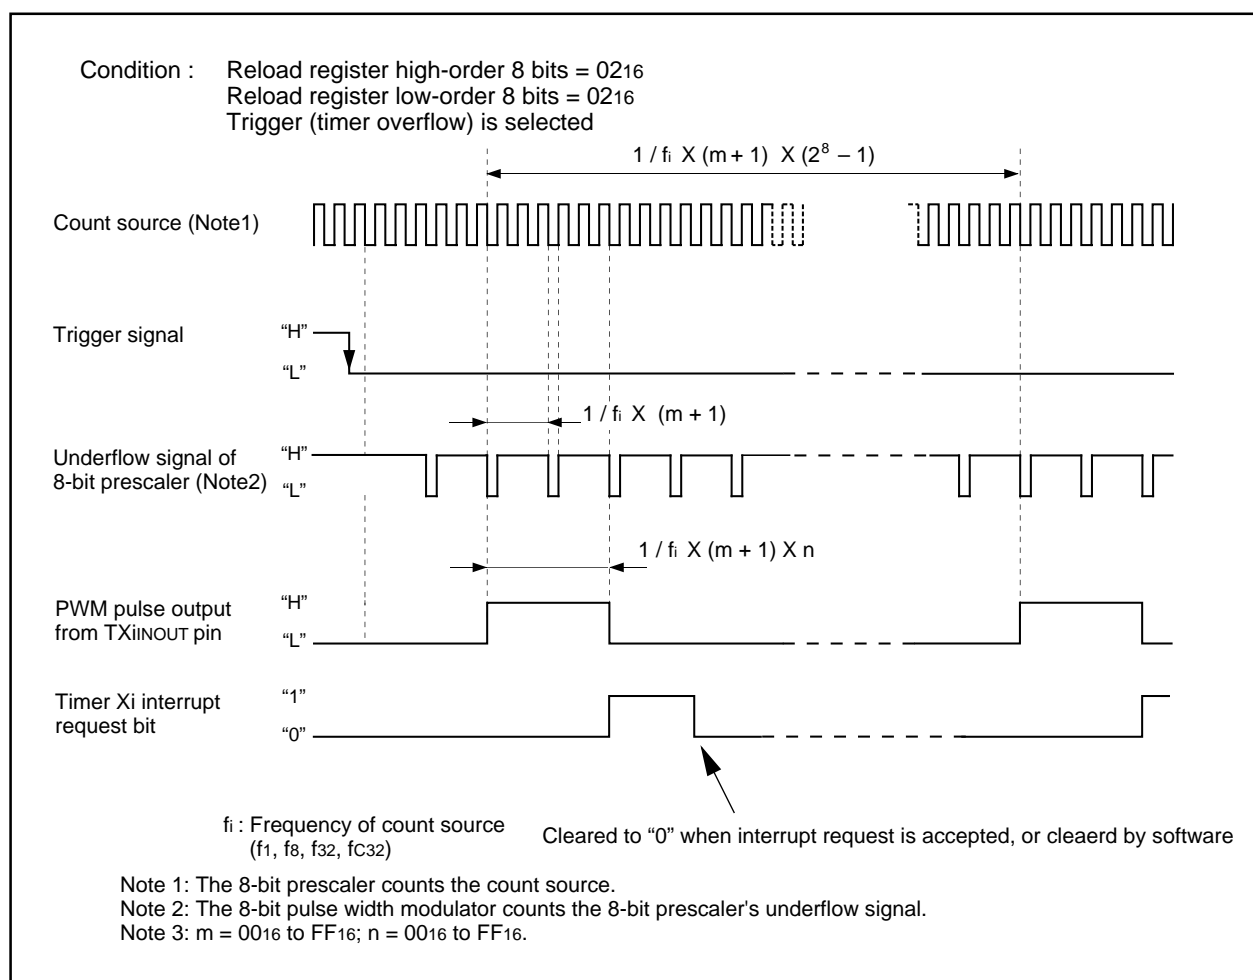 Condition :   Reload register high-order 8 bits = 0216
Reload register low-order 8 bits = 0216
Trigger (timer overflow) is selected
1 / fi X (m + 1) X (2^8 – 1)
Count source (Note1)
Trigger signal
“H”
“L”
1 / fi X (m + 1)
Underflow signal of
8-bit prescaler (Note2)
“H”
“L”
1 / fi X (m + 1) X n
PWM pulse output
from TXiINOUT pin
“H”
“L”
Timer Xi interrupt
request bit
“1”
“0”
fi : Frequency of count source
(f1, f8, f32, fC32)
Cleared to “0” when interrupt request is accepted, or cleaerd by software
Note 1: The 8-bit prescaler counts the count source.
Note 2: The 8-bit pulse width modulator counts the 8-bit prescaler's underflow signal.
Note 3: m = 0016 to FF16; n = 0016 to FF16.